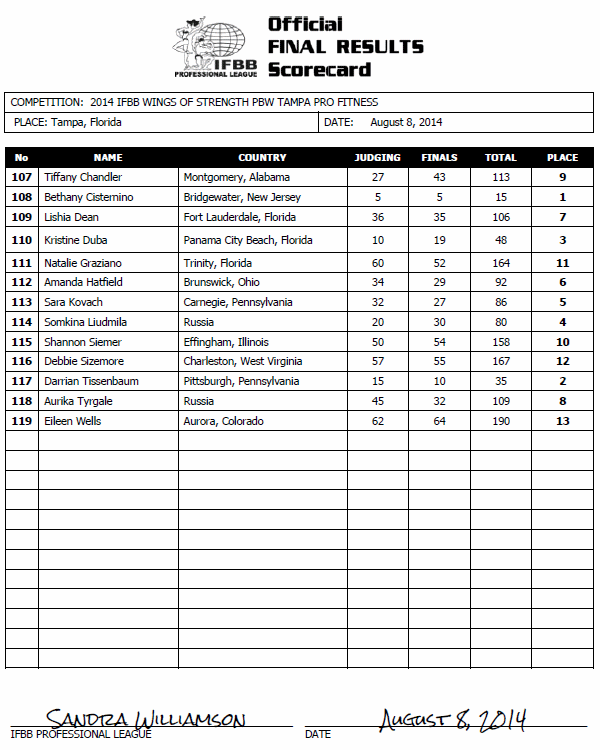 Official
FINAL RESULTS
Scorecard
IFBB
PROFESSIONAL LEAGUE
COMPETITION: 2014 IFBB WINGS OF STRENGTH PBW TAMPA PRO FITNESS
PLACE: Tampa, Florida DATE: August 8, 2014
No NAME COUNTRY JUDGING FINALS TOTAL PLACE
107 Tiffany Chandler Montgomery, Alabama 27 43 113 9
108 Bethany Cisternino Bridgewater, New Jersey 5 5 15 1
109 Lishia Dean Fort Lauderdale, Florida 36 35 106 7
110 Kristine Duba Panama City Beach, Florida 10 19 48 3
111 Natalie Graziano Trinity, Florida 60 52 164 11
112 Amanda Hatfield Brunswick, Ohio 34 29 92 6
113 Sara Kovach Carnegie, Pennsylvania 32 27 86 5
114 Somkina Liudmila Russia 20 30 80 4
115 Shannon Siemer Effingham, Illinois 50 54 158 10
116 Debbie Sizemore Charleston, West Virginia 57 55 167 12
117 Darrian Tissenbaum Pittsburgh, Pennsylvania 15 10 35 2
118 Aurika Tyrgale Russia 45 32 109 8
119 Eileen Wells Aurora, Colorado 62 64 190 13
Sandra Williamson August 8, 2014
IFBB PROFESSIONAL LEAGUE DATE